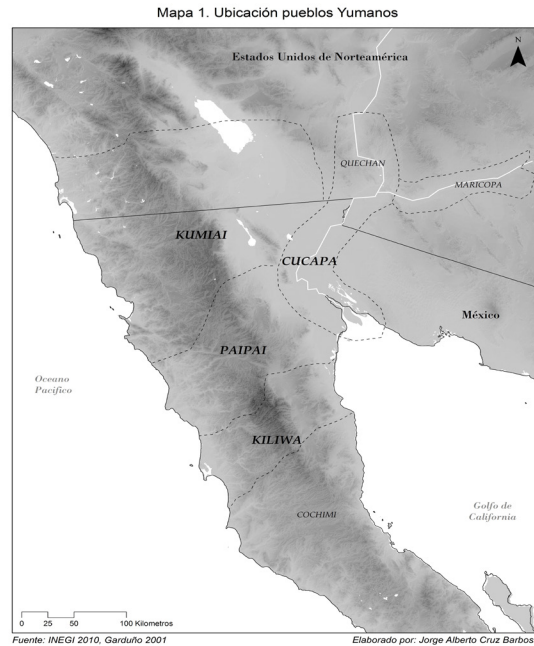 Mapa 1. Ubicación pueblos Yumanos
N
Estados Unidos de Norteamérica
QUECHAN
MARICOPA
KUMIAI
CUCAPA
México
PAIPAI
Oceano
Pacifico
KILIWA
Golfo de
California
COCHIMI
0 25 50 100 Kilometros
Fuente: INEGI 2010, Garduño 2001
Elaborado por: Jorge Alberto Cruz Barbos